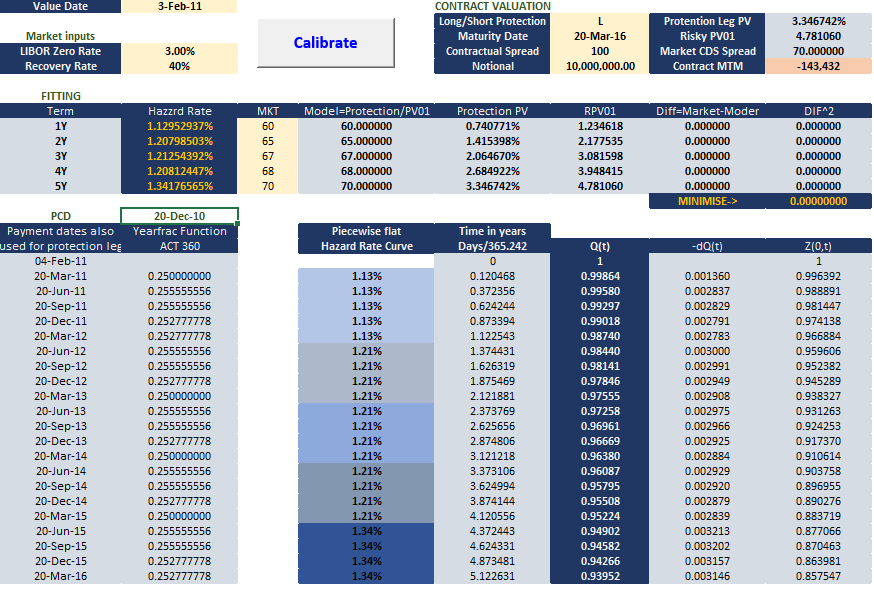 Value Date 3-Feb-11 CONTRACT VALUATION
Long/Short Protection L Protention Leg PV 3.346742%
Market inputs Maturity Date 20-Mar-16 Risky PV01 4.781060
LIBOR Zero Rate 3.00% Calibrate Contractual Spread 100 Market CDS Spread 70.000000
Recovery Rate 40% Notional 10,000,000.00 Contract MTM -143,432
FITTING
Term Hazzrd Rate MKT Model=Protection/PV01 Protection PV RPV01 Diff=Market-Moder DIF^2
1Y 1.12952937% 60 60.000000 0.740771% 1.234618 0.000000 0.000000
2Y 1.20798503% 65 65.000000 1.415398% 2.177535 0.000000 0.000000
3Y 1.21254392% 67 67.000000 2.064670% 3.081598 0.000000 0.000000
4Y 1.20812447% 68 68.000000 2.684922% 3.948415 0.000000 0.000000
5Y 1.34176565% 70 70.000000 3.346742% 4.781060 0.000000 0.000000
MINIMISE-> 0.00000000
PCD 20-Dec-10
Payment dates also Yearfrac Function Piecewise flat Time in years
used for protection leg ACT 360 Hazard Rate Curve Days/365.242 Q(t) -dQ(t) Z(0,t)
04-Feb-11 0 1 1
20-Mar-11 0.250000000 1.13% 0.120468 0.99864 0.001360 0.996392
20-Jun-11 0.255555556 1.13% 0.372356 0.99580 0.002837 0.988891
20-Sep-11 0.255555556 1.13% 0.624244 0.99297 0.002829 0.981447
20-Dec-11 0.252777778 1.13% 0.873394 0.99018 0.002791 0.974138
20-Mar-12 0.252777778 1.13% 1.122543 0.98740 0.002783 0.966884
20-Jun-12 0.255555556 1.21% 1.374431 0.98440 0.003000 0.959606
20-Sep-12 0.255555556 1.21% 1.626319 0.98141 0.002991 0.952382
20-Dec-12 0.252777778 1.21% 1.875469 0.97846 0.002949 0.945289
20-Mar-13 0.250000000 1.21% 2.121881 0.97555 0.002908 0.938327
20-Jun-13 0.255555556 1.21% 2.373769 0.97258 0.002975 0.931263
20-Sep-13 0.255555556 1.21% 2.625656 0.96961 0.002966 0.924253
20-Dec-13 0.252777778 1.21% 2.874806 0.96669 0.002925 0.917370
20-Mar-14 0.250000000 1.21% 3.121218 0.96380 0.002884 0.910614
20-Jun-14 0.255555556 1.21% 3.373106 0.96087 0.002929 0.903758
20-Sep-14 0.255555556 1.21% 3.624994 0.95795 0.002920 0.896955
20-Dec-14 0.252777778 1.21% 3.874144 0.95508 0.002879 0.890276
20-Mar-15 0.250000000 1.21% 4.120556 0.95224 0.002839 0.883719
20-Jun-15 0.255555556 1.34% 4.372443 0.94902 0.003213 0.877066
20-Sep-15 0.255555556 1.34% 4.624331 0.94582 0.003202 0.870463
20-Dec-15 0.252777778 1.34% 4.873481 0.94266 0.003157 0.863981
20-Mar-16 0.252777778 1.34% 5.122631 0.93952 0.003146 0.857547